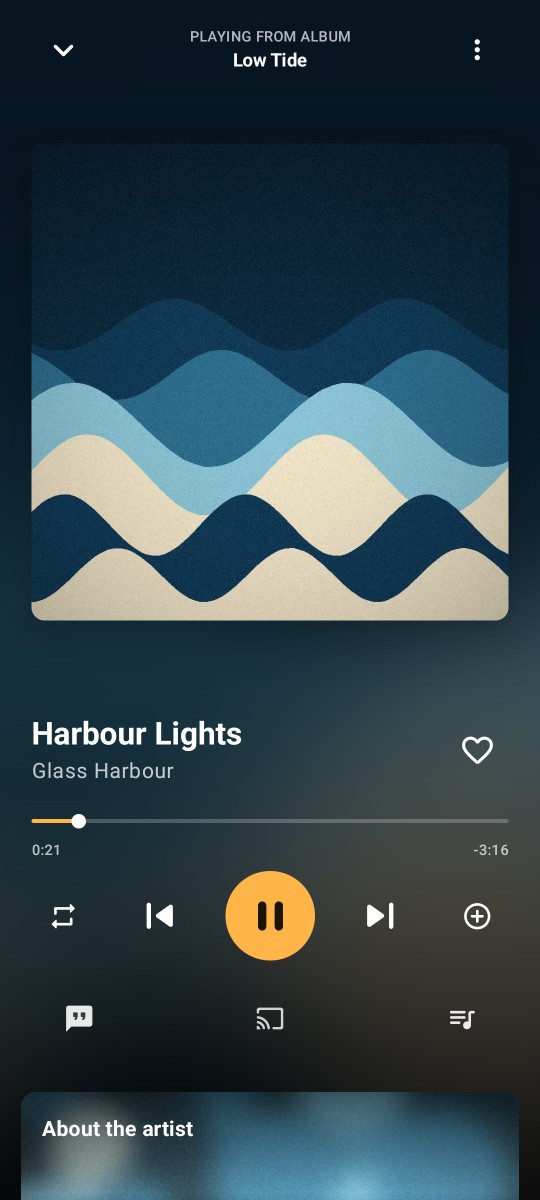 PLAYING FROM ALBUM
Low Tide
Harbour Lights
Glass Harbour
0:21
-3:16
About the artist